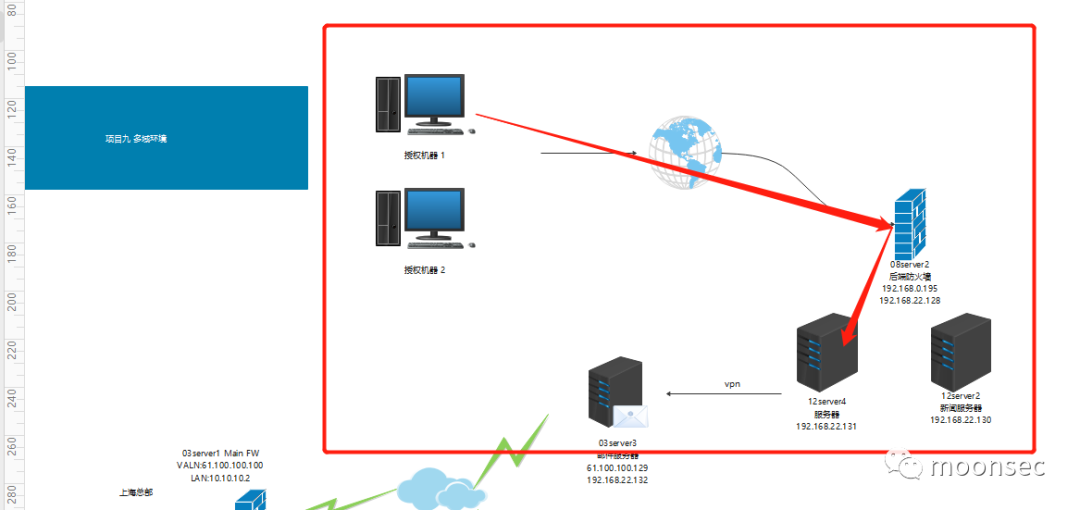 80
100
120
140
160
180
200
220
240
260
280
项目九 多域环境
授权机器 1
授权机器 2
08server2
后端防火墙
192.168.0.195
192.168.22.128
vpn
12server4
服务器
192.168.22.131
12server2
新闻服务器
192.168.22.130
03server3
邮件服务器
61.100.100.129
192.168.22.132
03server1 Main FW
VALN:61.100.100.100
LAN:10.10.10.2
上海总部
moonsec